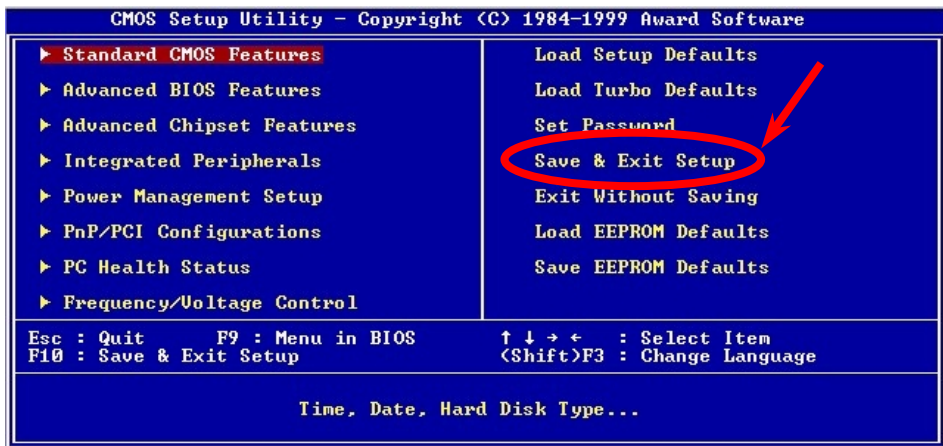 CMOS Setup Utility - Copyright (C) 1984-1999 Award Software
Standard CMOS Features
Advanced BIOS Features
Advanced Chipset Features
Integrated Peripherals
Power Management Setup
PnP/PCI Configurations
PC Health Status
Frequency/Voltage Control
Load Setup Defaults
Load Turbo Defaults
Set Password
Save & Exit Setup
Exit Without Saving
Load EEPROM Defaults
Save EEPROM Defaults
Esc : Quit F9 : Menu in BIOS ↑ ↓ → ← : Select Item
F10 : Save & Exit Setup (Shift)F3 : Change Language
Time, Date, Hard Disk Type...